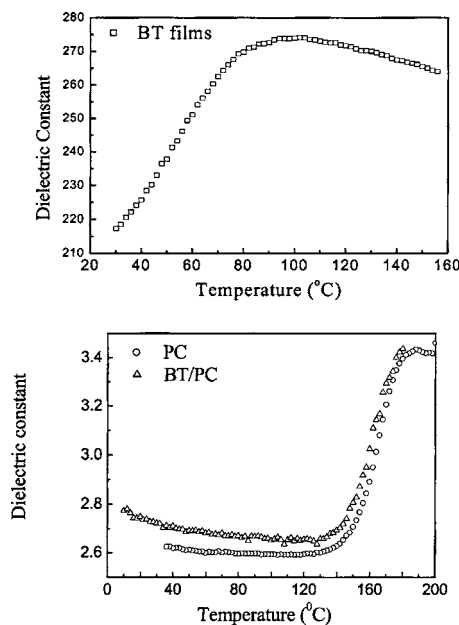 280
270
260
250
240
230
220
210
BT films
Dielectric Constant
20 40 60 80 100 120 140 160
Temperature (°C)
3.4
3.2
3.0
2.8
2.6
PC
BT/PC
Dielectric constant
0 40 80 120 160 200
Temperature (⁰C)